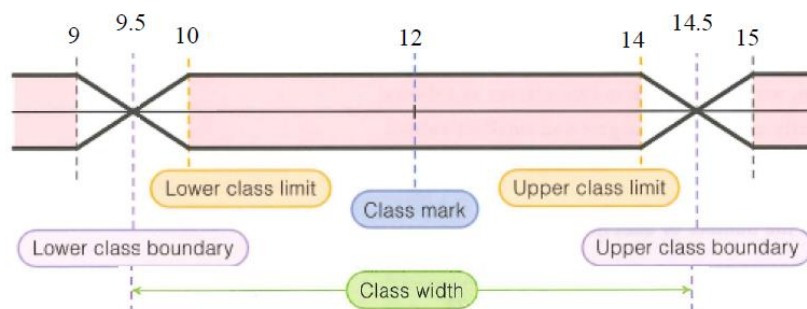 9 9.5 10 12 14 14.5 15
Lower class limit Upper class limit
Class mark
Lower class boundary Upper class boundary
Class width